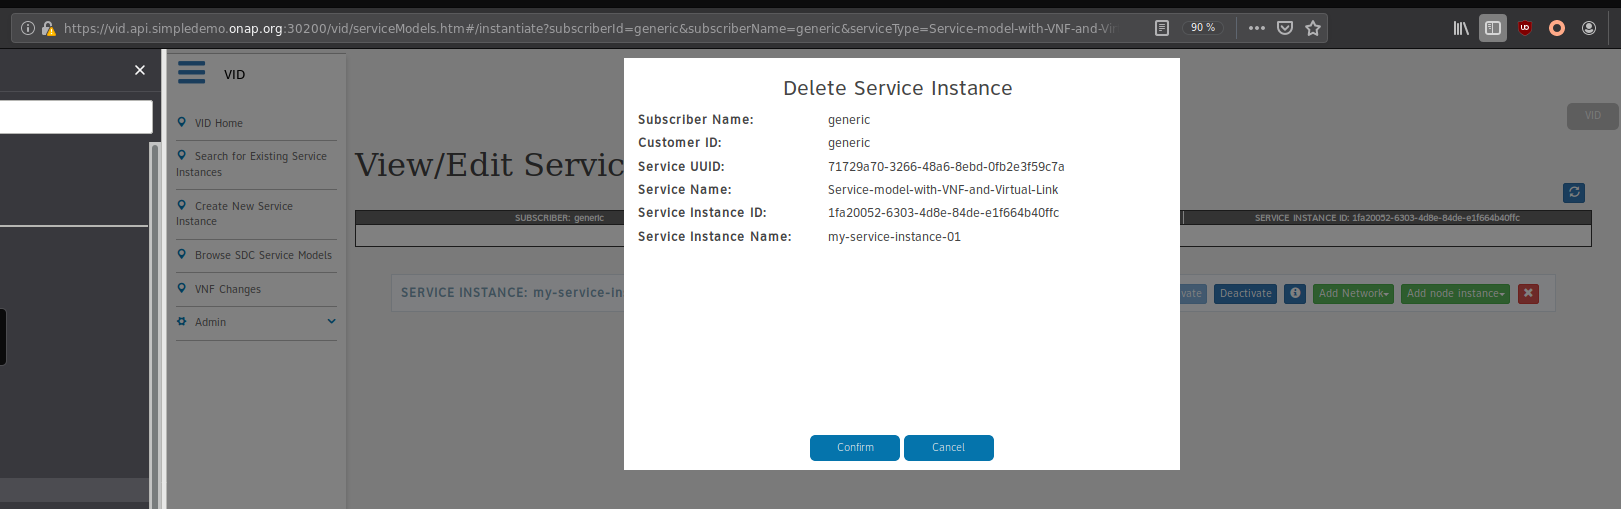 https://vid.api.simpledemo.onap.org:30200/vid/serviceModels.htm#/instantiate?subscriberId=generic&subscriberName=generic&serviceType=Service-model-with-VNF-and-Vi
90 %
VID
VID Home
Search for Existing Service
Instances
Create New Service
Instance
Browse SDC Service Models
VNF Changes
Admin
VID
View/Edit Servic
SUBSCRIBER: generic
SERVICE INSTANCE ID: 1fa20052-6303-4d8e-84de-e1f664b40ffc
SERVICE INSTANCE: my-service-in
vate
Deactivate
Add Network
Add node instance
Delete Service Instance
Subscriber Name: generic
Customer ID: generic
Service UUID: 71729a70-3266-48a6-8ebd-0fb2e3f59c7a
Service Name: Service-model-with-VNF-and-Virtual-Link
Service Instance ID: 1fa20052-6303-4d8e-84de-e1f664b40ffc
Service Instance Name: my-service-instance-01
Confirm
Cancel